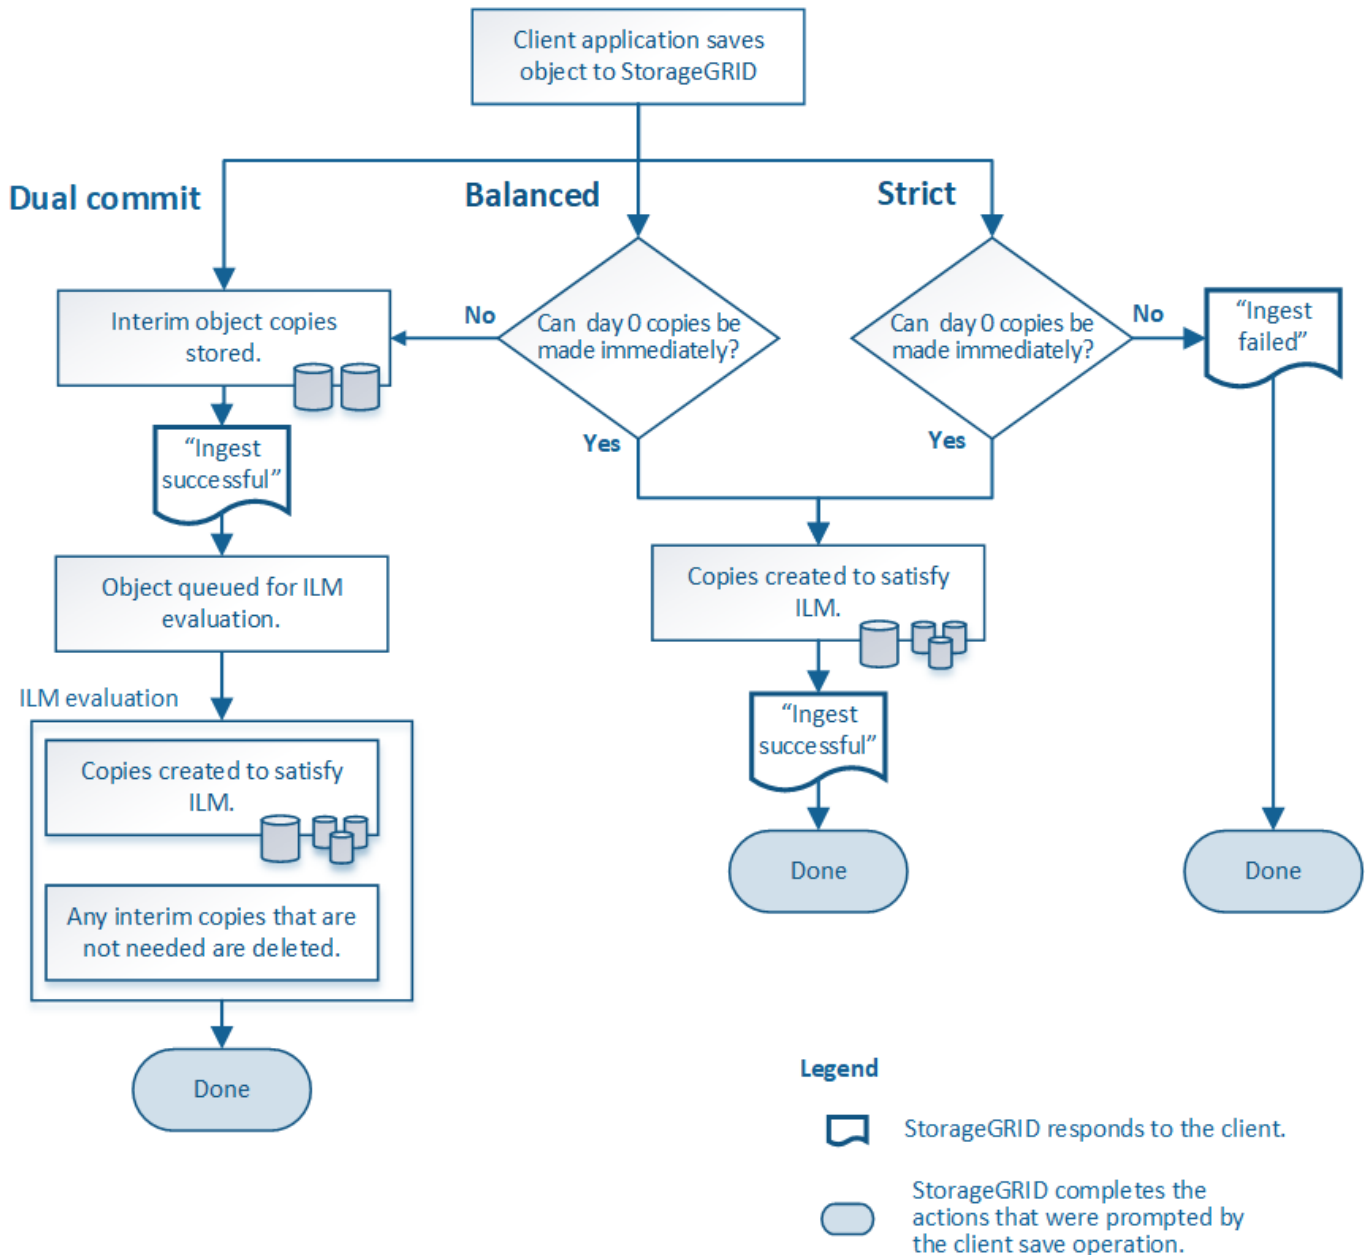 Client application saves
object to StorageGRID
Dual commit
Balanced
Strict
Interim object copies
stored.
No
Can day 0 copies be
made immediately?
Can day 0 copies be
made immediately?
No
“Ingest
failed”
Yes
Yes
“Ingest
successful”
Object queued for ILM
evaluation.
Copies created to satisfy
ILM.
ILM evaluation
“Ingest
successful”
Copies created to satisfy
ILM.
Any interim copies that are
not needed are deleted.
Done
Done
Done
Legend
StorageGRID responds to the client.
StorageGRID completes the
actions that were prompted by
the client save operation.